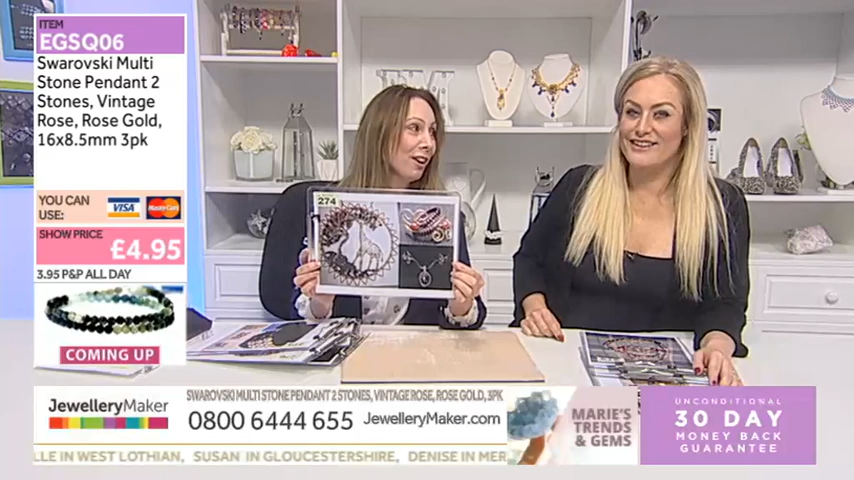 ITEM
EGSQ06
Swarovski Multi
Stone Pendant 2
Stones, Vintage
Rose, Rose Gold,
16x8.5mm 3pk
YOU CAN
USE:
VISA
MasterCard
SHOW PRICE
£4.95
3.95 P&P ALL DAY
COMING UP
274
JewelleryMaker
SWAROVSKI MULTI STONE PENDANT 2 STONES, VINTAGE ROSE, ROSE GOLD, 3PK
0800 6444 655
JewelleryMaker.com
MARIE'S
TRENDS
& GEMS
UNCONDITIONAL
30 DAY
MONEY BACK
GUARANTEE
LLE IN WEST LOTHIAN, SUSAN IN GLOUCESTERSHIRE, DENISE IN MER